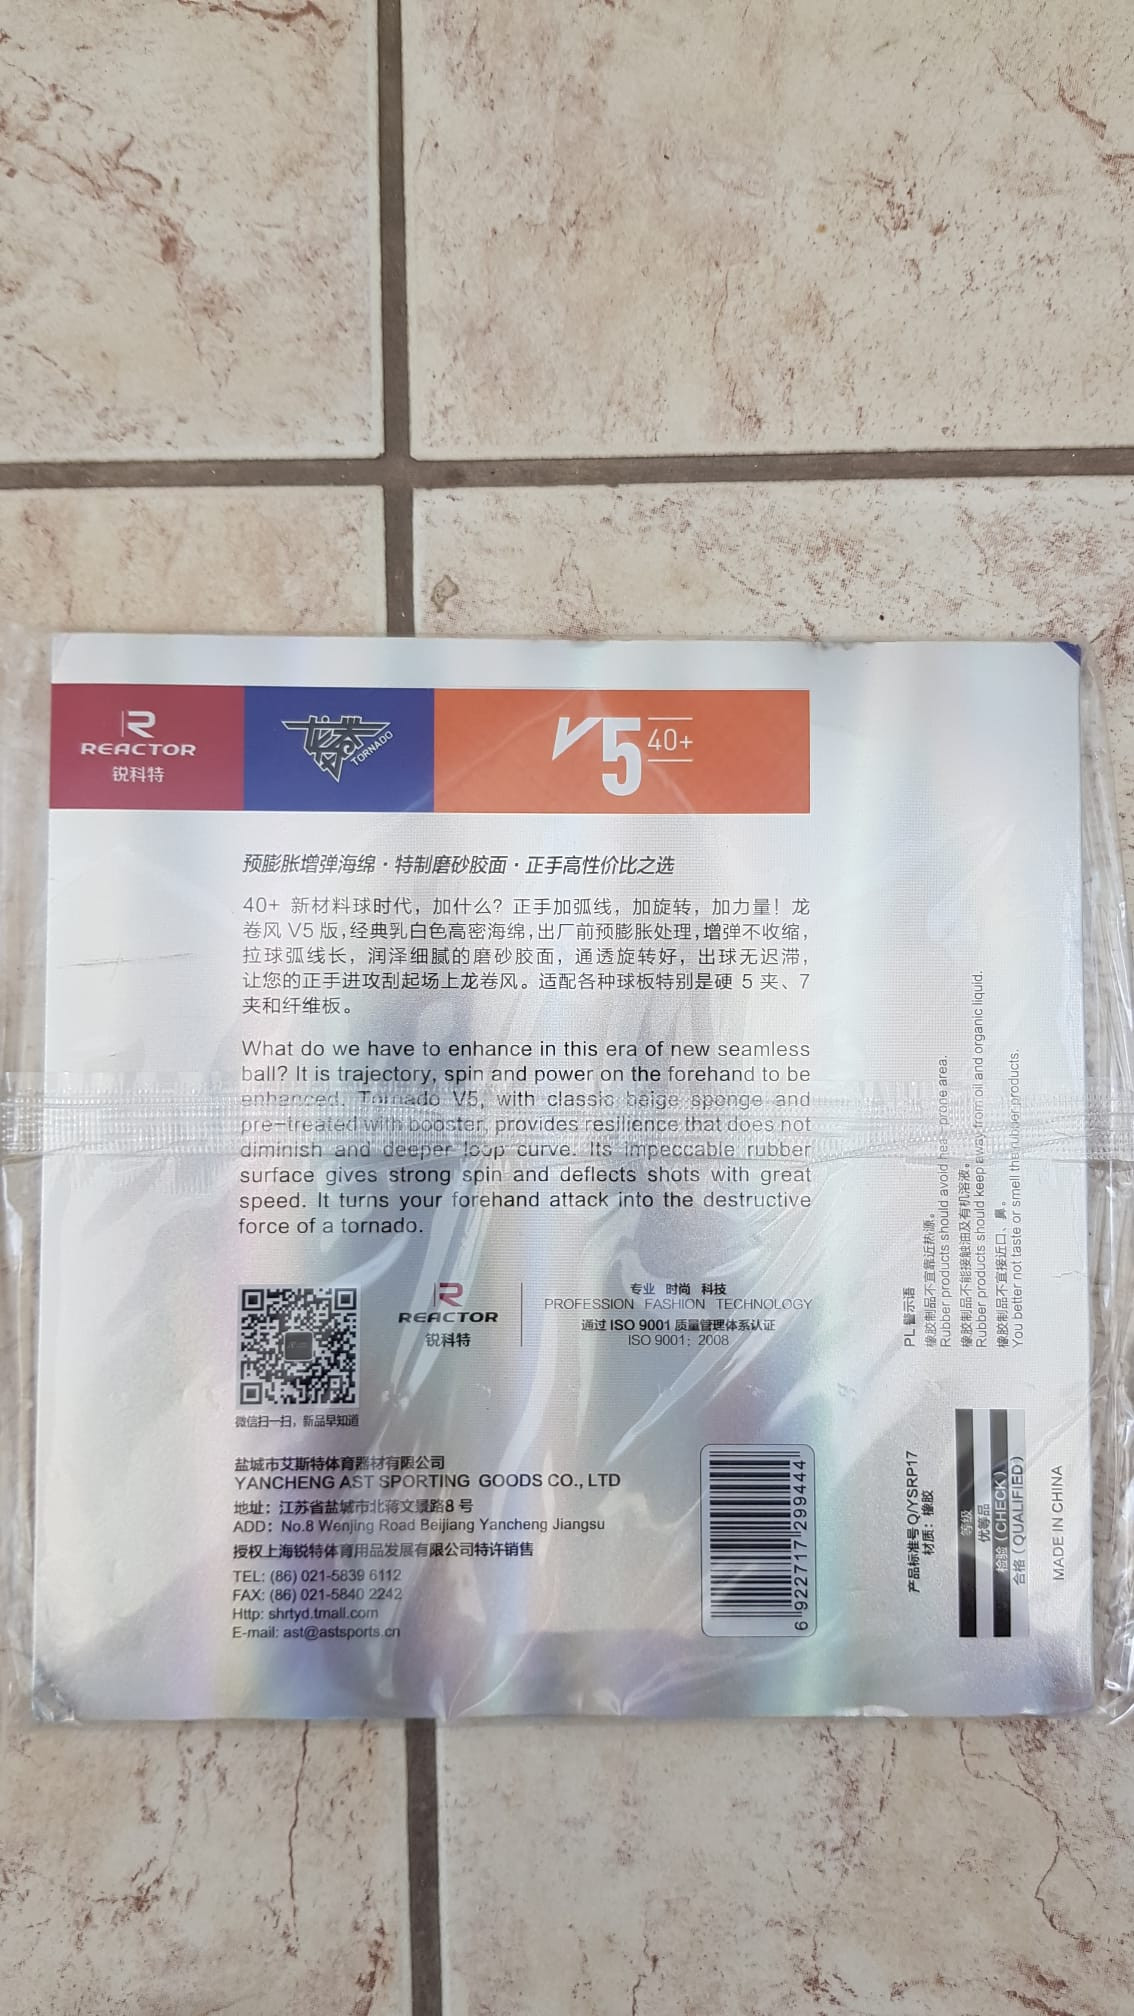 REACTOR
锐科特
龙卷
TORNADO
V5 40+
预膨胀增弹海绵·特制磨砂胶面·正手高性价比之选
40+ 新材料球时代，加什么？正手加弧线，加旋转，加力量！龙
卷风 V5 版，经典乳白色高密海绵，出厂前预膨胀处理，增弹不收缩，
拉球弧线长，润泽细腻的磨砂胶面，通透旋转好，出球无迟滞，
让您的正手进攻刮起场上龙卷风。适配各种球板特别是硬 5 夹、7
夹和纤维板。
What do we have to enhance in this era of new seamless
ball? It is trajectory, spin and power on the forehand to be
enhanced. Tornado V5, with classic beige sponge and
pre-treated with booster, provides resilience that does not
diminish and deeper loop curve. Its impeccable rubber
surface gives strong spin and deflects shots with great
speed. It turns your forehand attack into the destructive
force of a tornado.
微信扫一扫，新品早知道
REACTOR
锐科特
专业 时尚 科技
PROFESSION FASHION TECHNOLOGY
通过 ISO 9001 质量管理体系认证
ISO 9001：2008
盐城市艾斯特体育器材有限公司
YANCHENG AST SPORTING GOODS CO., LTD
地址：江苏省盐城市北蒋文景路8 号
ADD：No.8 Wenjing Road Beijiang Yancheng Jiangsu
授权上海锐特体育用品发展有限公司特许销售
TEL: (86) 021-5839 6112
FAX: (86) 021-5840 2242
Http: shrtyd.tmall.com
E-mail: ast@astsports.cn
6 922717 299444
PL 警示语
橡胶制品不宜靠近热源。
Rubber products should avoid heat-prone area.
橡胶制品不能接触油及有机溶液。
Rubber products should keep away from oil and organic liquid.
橡胶制品不宜接近口、鼻。
You better not taste or smell the rubber products.
产品标准号 Q/YSRP17
材质：橡胶
等级
优等品
检验（CHECK）
合格（QUALIFIED）
MADE IN CHINA